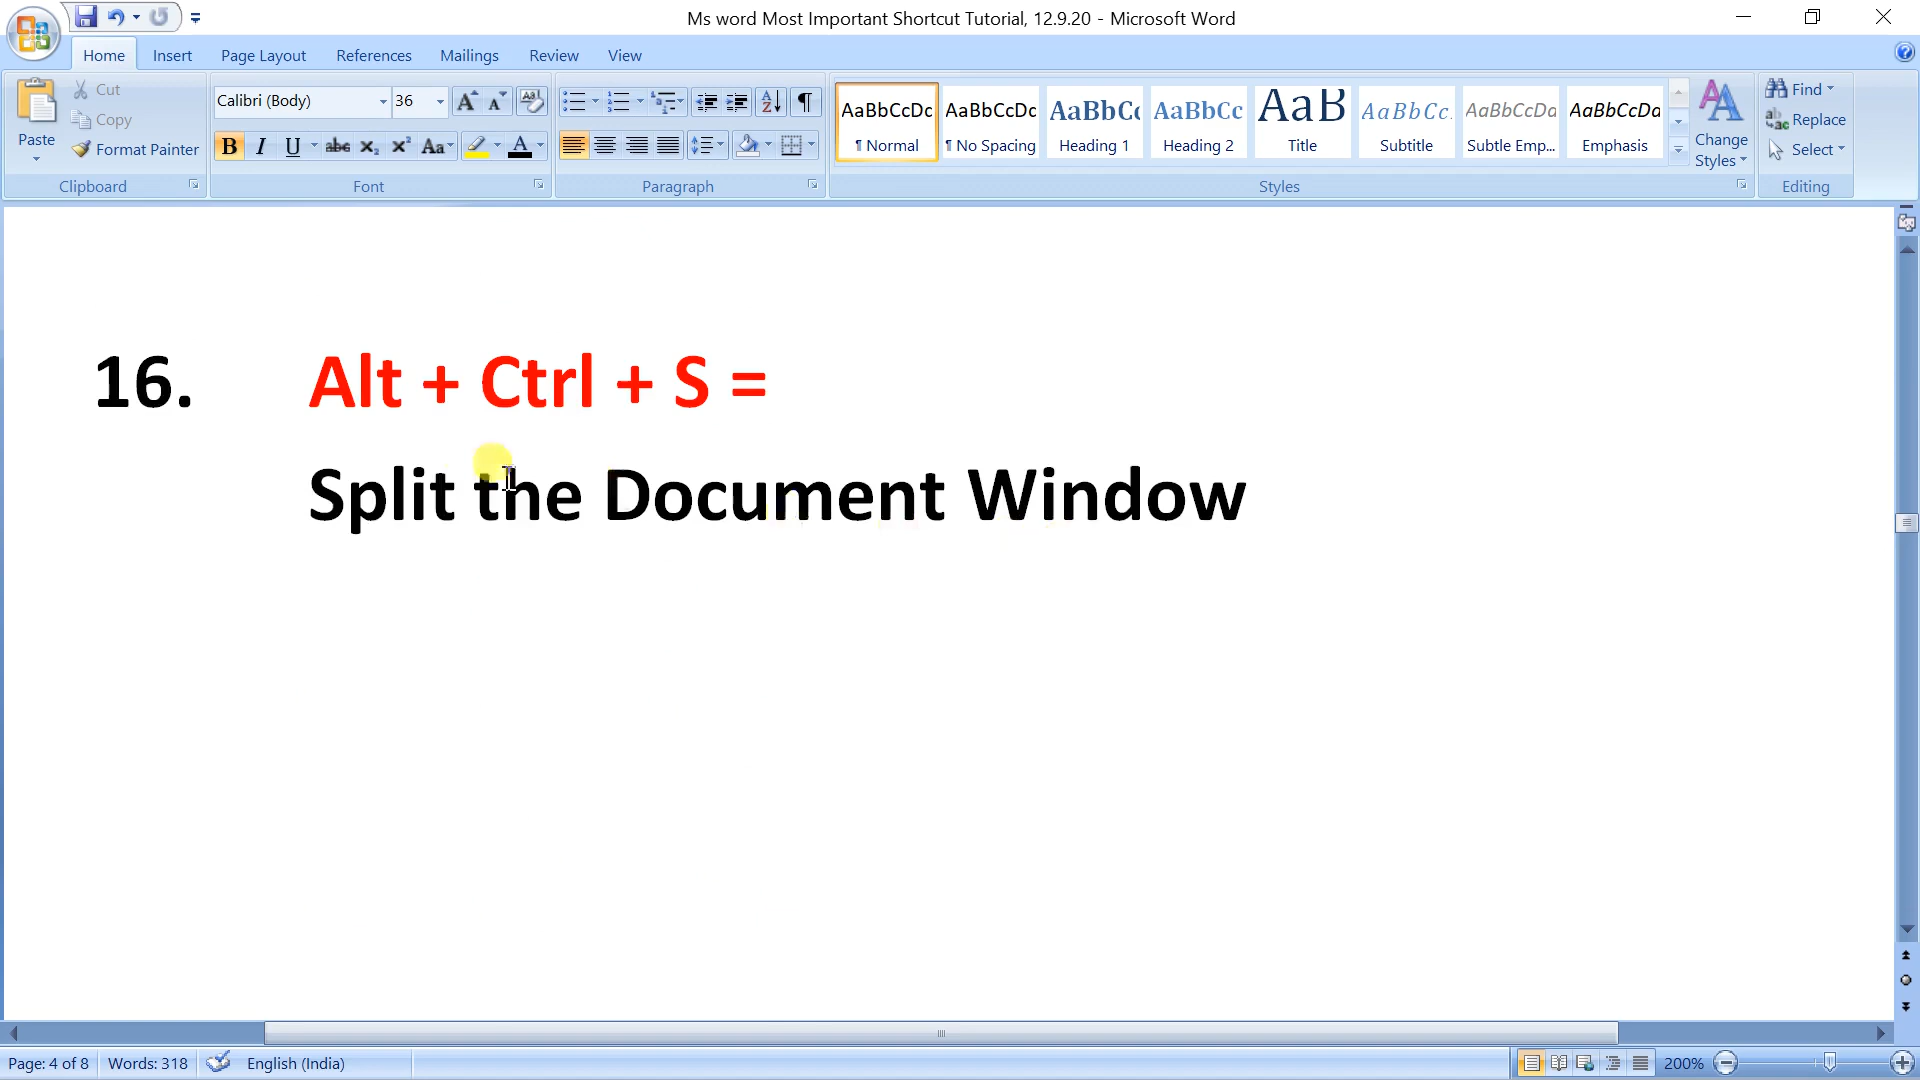 Ms word Most Important Shortcut Tutorial, 12.9.20 - Microsoft Word
Home Insert Page Layout References Mailings Review View
Paste
Cut
Copy
Format Painter
Clipboard
Calibri (Body) 36
Font
Paragraph
AaBbCcDc AaBbCcDc AaBbC AaBbCc AaB AaBbCc. AaBbCcDa AaBbCcDa
¶ Normal ¶ No Spacing Heading 1 Heading 2 Title Subtitle Subtle Emp... Emphasis
Change Styles
Styles
Find
Replace
Select
Editing
16. Alt + Ctrl + S =
Split the Document Window
Page: 4 of 8 Words: 318 English (India) 200%